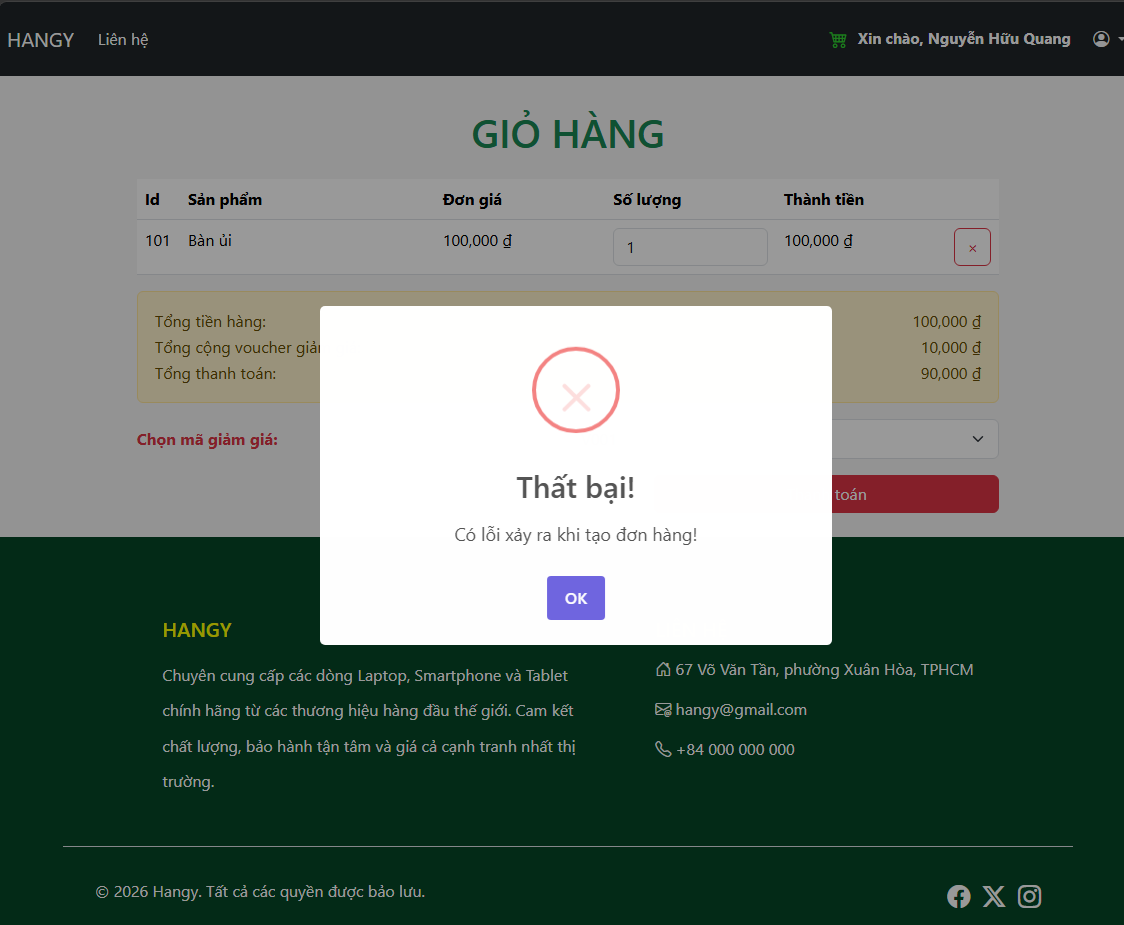 HANGY Liên hệ Xin chào, Nguyễn Hữu Quang
GIỎ HÀNG
Id Sản phẩm Đơn giá Số lượng Thành tiền
101 Bàn ủi 100,000 ₫ 1 100,000 ₫ ×
Tổng tiền hàng: 100,000 ₫
Tổng cộng voucher 10,000 ₫
Tổng thanh toán: 90,000 ₫
Chọn mã giảm giá:
toán
Thất bại!
Có lỗi xảy ra khi tạo đơn hàng!
OK
HANGY
Chuyên cung cấp các dòng Laptop, Smartphone và Tablet
chính hãng từ các thương hiệu hàng đầu thế giới. Cam kết
chất lượng, bảo hành tận tâm và giá cả cạnh tranh nhất thị
trường.
67 Võ Văn Tần, phường Xuân Hòa, TPHCM
hangy@gmail.com
+84 000 000 000
© 2026 Hangy. Tất cả các quyền được bảo lưu.